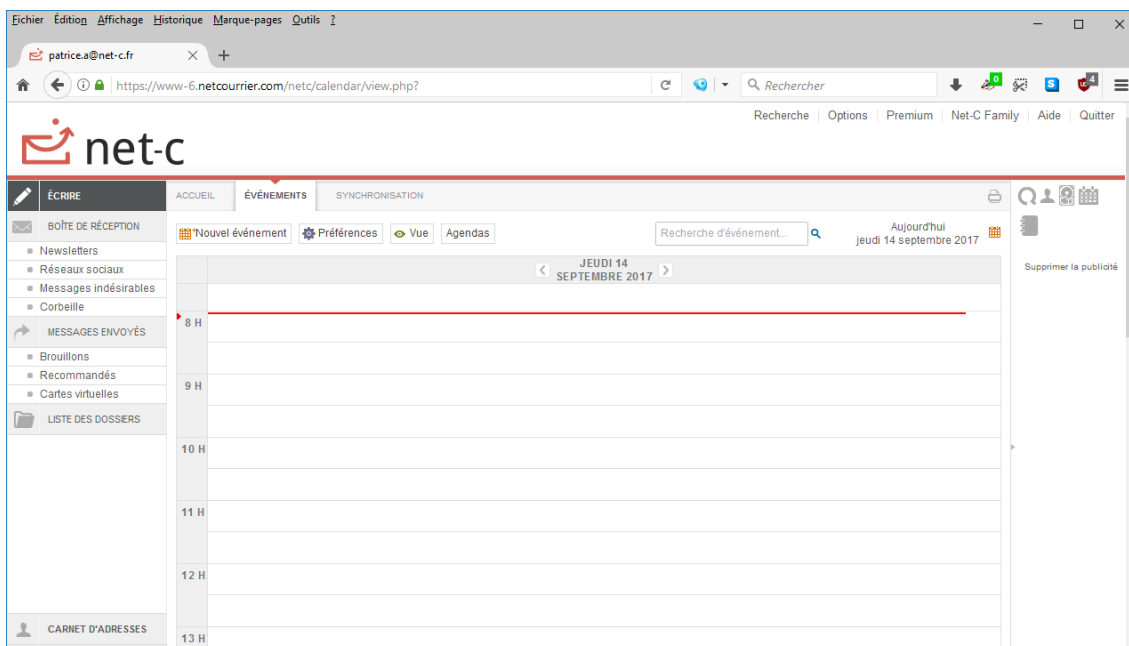 Fichier Édition Affichage Historique Marque-pages Outils ?
patrice.a@net-c.fr
https://www-6.netcourrier.com/netc/calendar/view.php?
Rechercher
0
S
4
Recherche Options Premium Net-C Family Aide Quitter
net-c
ÉCRIRE
ACCUEIL ÉVÉNEMENTS SYNCHRONISATION
BOÎTE DE RÉCEPTION
Newsletters
Réseaux sociaux
Messages indésirables
Corbeille
MESSAGES ENVOYÉS
Brouillons
Recommandés
Cartes virtuelles
LISTE DES DOSSIERS
CARNET D'ADRESSES
Nouvel événement Préférences Vue Agendas
Recherche d'événement...
Aujourd'hui
jeudi 14 septembre 2017
JEUDI 14
SEPTEMBRE 2017
8 H
9 H
10 H
11 H
12 H
13 H
Supprimer la publicité